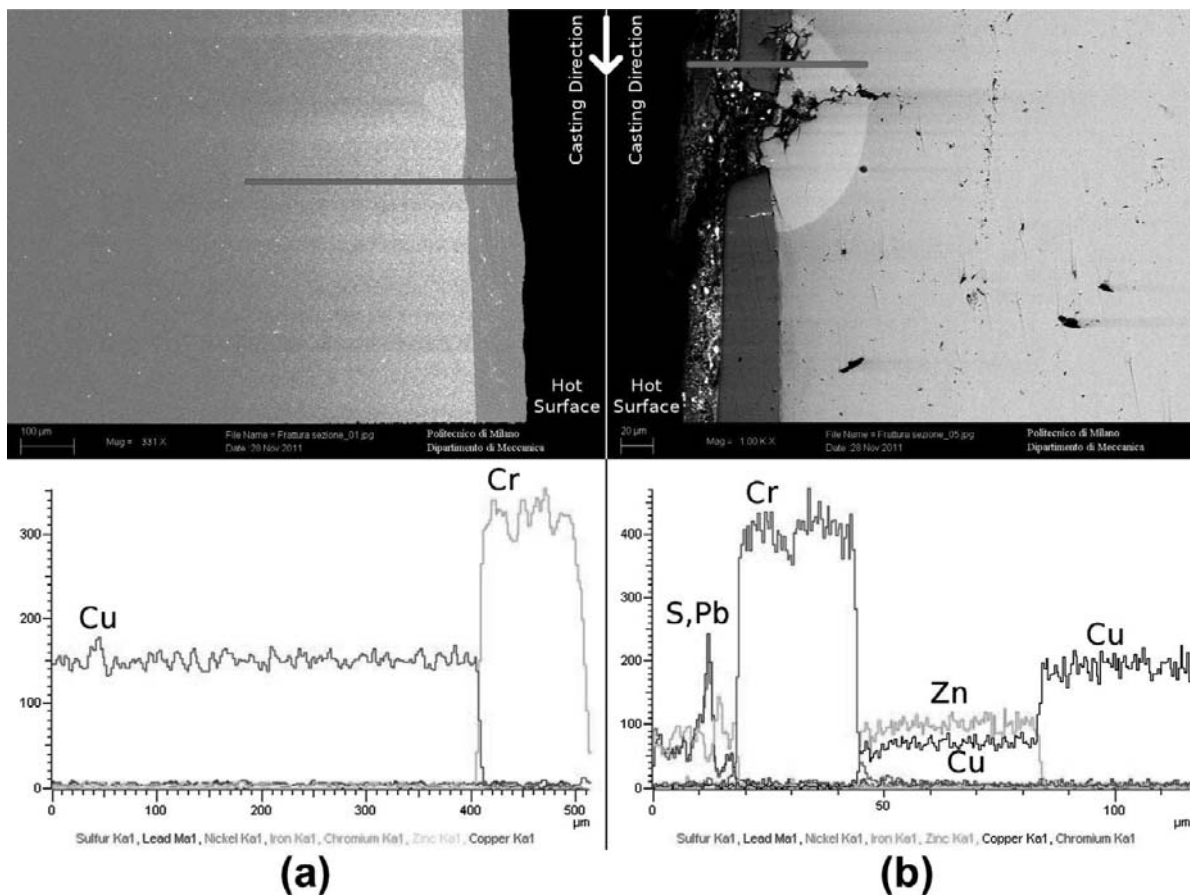 Casting Direction
Hot
Surface
100 µm
Mag = 331 X
File Name = Frattura sezione_01.jpg
Date :28 Nov 2011
Politecnico di Milano
Dipartimento di Meccanica
Casting Direction
Hot
Surface
20 µm
Mag = 1.00 K X
File Name = Frattura sezione_05.jpg
Date :28 Nov 2011
Politecnico di Milano
Dipartimento di Meccanica
Cr
Cu
300
150
0
0 100 200 300 400 500
µm
Sulfur Ka1, Lead Ma1, Nickel Ka1, Iron Ka1, Chromium Ka1, Zinc Ka1, Copper Ka1
(a)
Cr
S,Pb
Zn
Cu
Cu
400
300
200
100
0
0 50 100
µm
Sulfur Ka1, Lead Ma1, Nickel Ka1, Iron Ka1, Zinc Ka1, Copper Ka1, Chromium Ka1
(b)